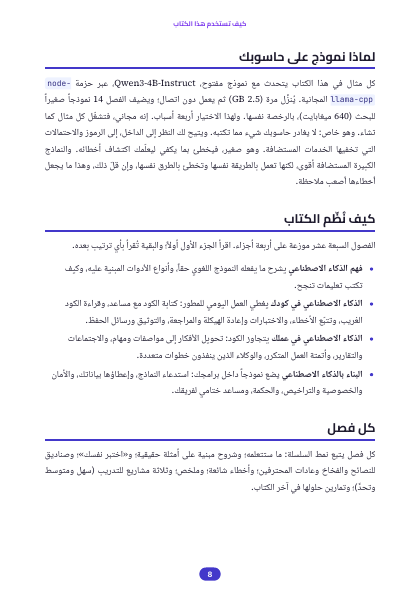 كيف تستخدم هذا الكتاب
لماذا نموذج على حاسوبك
كل مثال في هذا الكتاب يتحدث مع نموذج مفتوح، Qwen3-4B-Instruct، عبر حزمة node-
llama-cpp المجانية. يُنزَّل مرة (2.5 GB) ثم يعمل دون اتصال؛ ويضيف الفصل 14 نموذجاً صغيراً
للبحث (640 ميغابايت)، بالرخصة نفسها. ولهذا الاختيار أربعة أسباب. إنه مجاني، فتشغّل كل مثال كما
تشاء. وهو خاص: لا يغادر حاسوبك شيء مما تكتبه. ويتيح لك النظر إلى الداخل، إلى الرموز والاحتمالات
التي تخفيها الخدمات المستضافة. وهو صغير، فيخطئ بما يكفي ليعلّمك اكتشاف أخطائه. والنماذج
الكبيرة المستضافة أقوى، لكنها تعمل بالطريقة نفسها وتخطئ بالطرق نفسها، وإن قلّ ذلك، وهذا ما يجعل
أخطاءها أصعب ملاحظة.
كيف نُظّم الكتاب
الفصول السبعة عشر موزعة على أربعة أجزاء. اقرأ الجزء الأول أولاً؛ والبقية تُقرأ بأي ترتيب بعده.
• فهم الذكاء الاصطناعي يشرح ما يفعله النموذج اللغوي حقاً، وأنواع الأدوات المبنية عليه، وكيف
تكتب تعليمات تنجح.
• الذكاء الاصطناعي في كودك يغطي العمل اليومي للمطور: كتابة الكود مع مساعد، وقراءة الكود
الغريب، وتتبّع الأخطاء، والاختبارات وإعادة الهيكلة والمراجعة، والتوثيق ورسائل الحفظ.
• الذكاء الاصطناعي في عملك يتجاوز الكود: تحويل الأفكار إلى مواصفات ومهام، والاجتماعات
والتقارير، وأتمتة العمل المتكرر، والوكلاء الذين ينفذون خطوات متعددة.
• البناء بالذكاء الاصطناعي يضع نموذجاً داخل برامجك: استدعاء النماذج، وإعطاؤها بياناتك، والأمان
والخصوصية والتراخيص، والحكمة، ومساعد ختامي لفريقك.
كل فصل
كل فصل يتبع نمط السلسلة: ما ستتعلمه؛ وشروح مبنية على أمثلة حقيقية؛ و«اختبر نفسك»؛ وصناديق
للنصائح والفخاخ وعادات المحترفين؛ وأخطاء شائعة؛ وملخص؛ وثلاثة مشاريع للتدريب (سهل ومتوسط
وتحدٍّ)؛ وتمارين حلولها في آخر الكتاب.
8